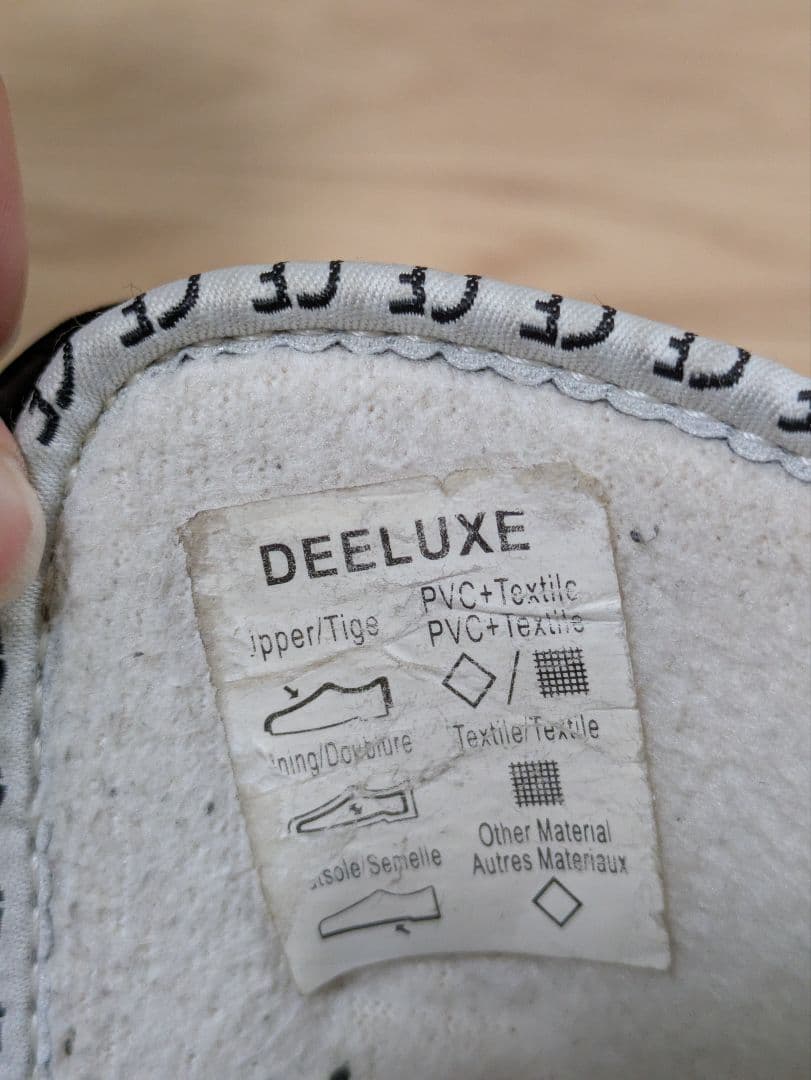 DEELUXE
PVC+Textile
Upper/Tige PVC+Textile
Lining/Doublure Textile/Textile
Other Material
Outsole/Semelle Autres Materiaux